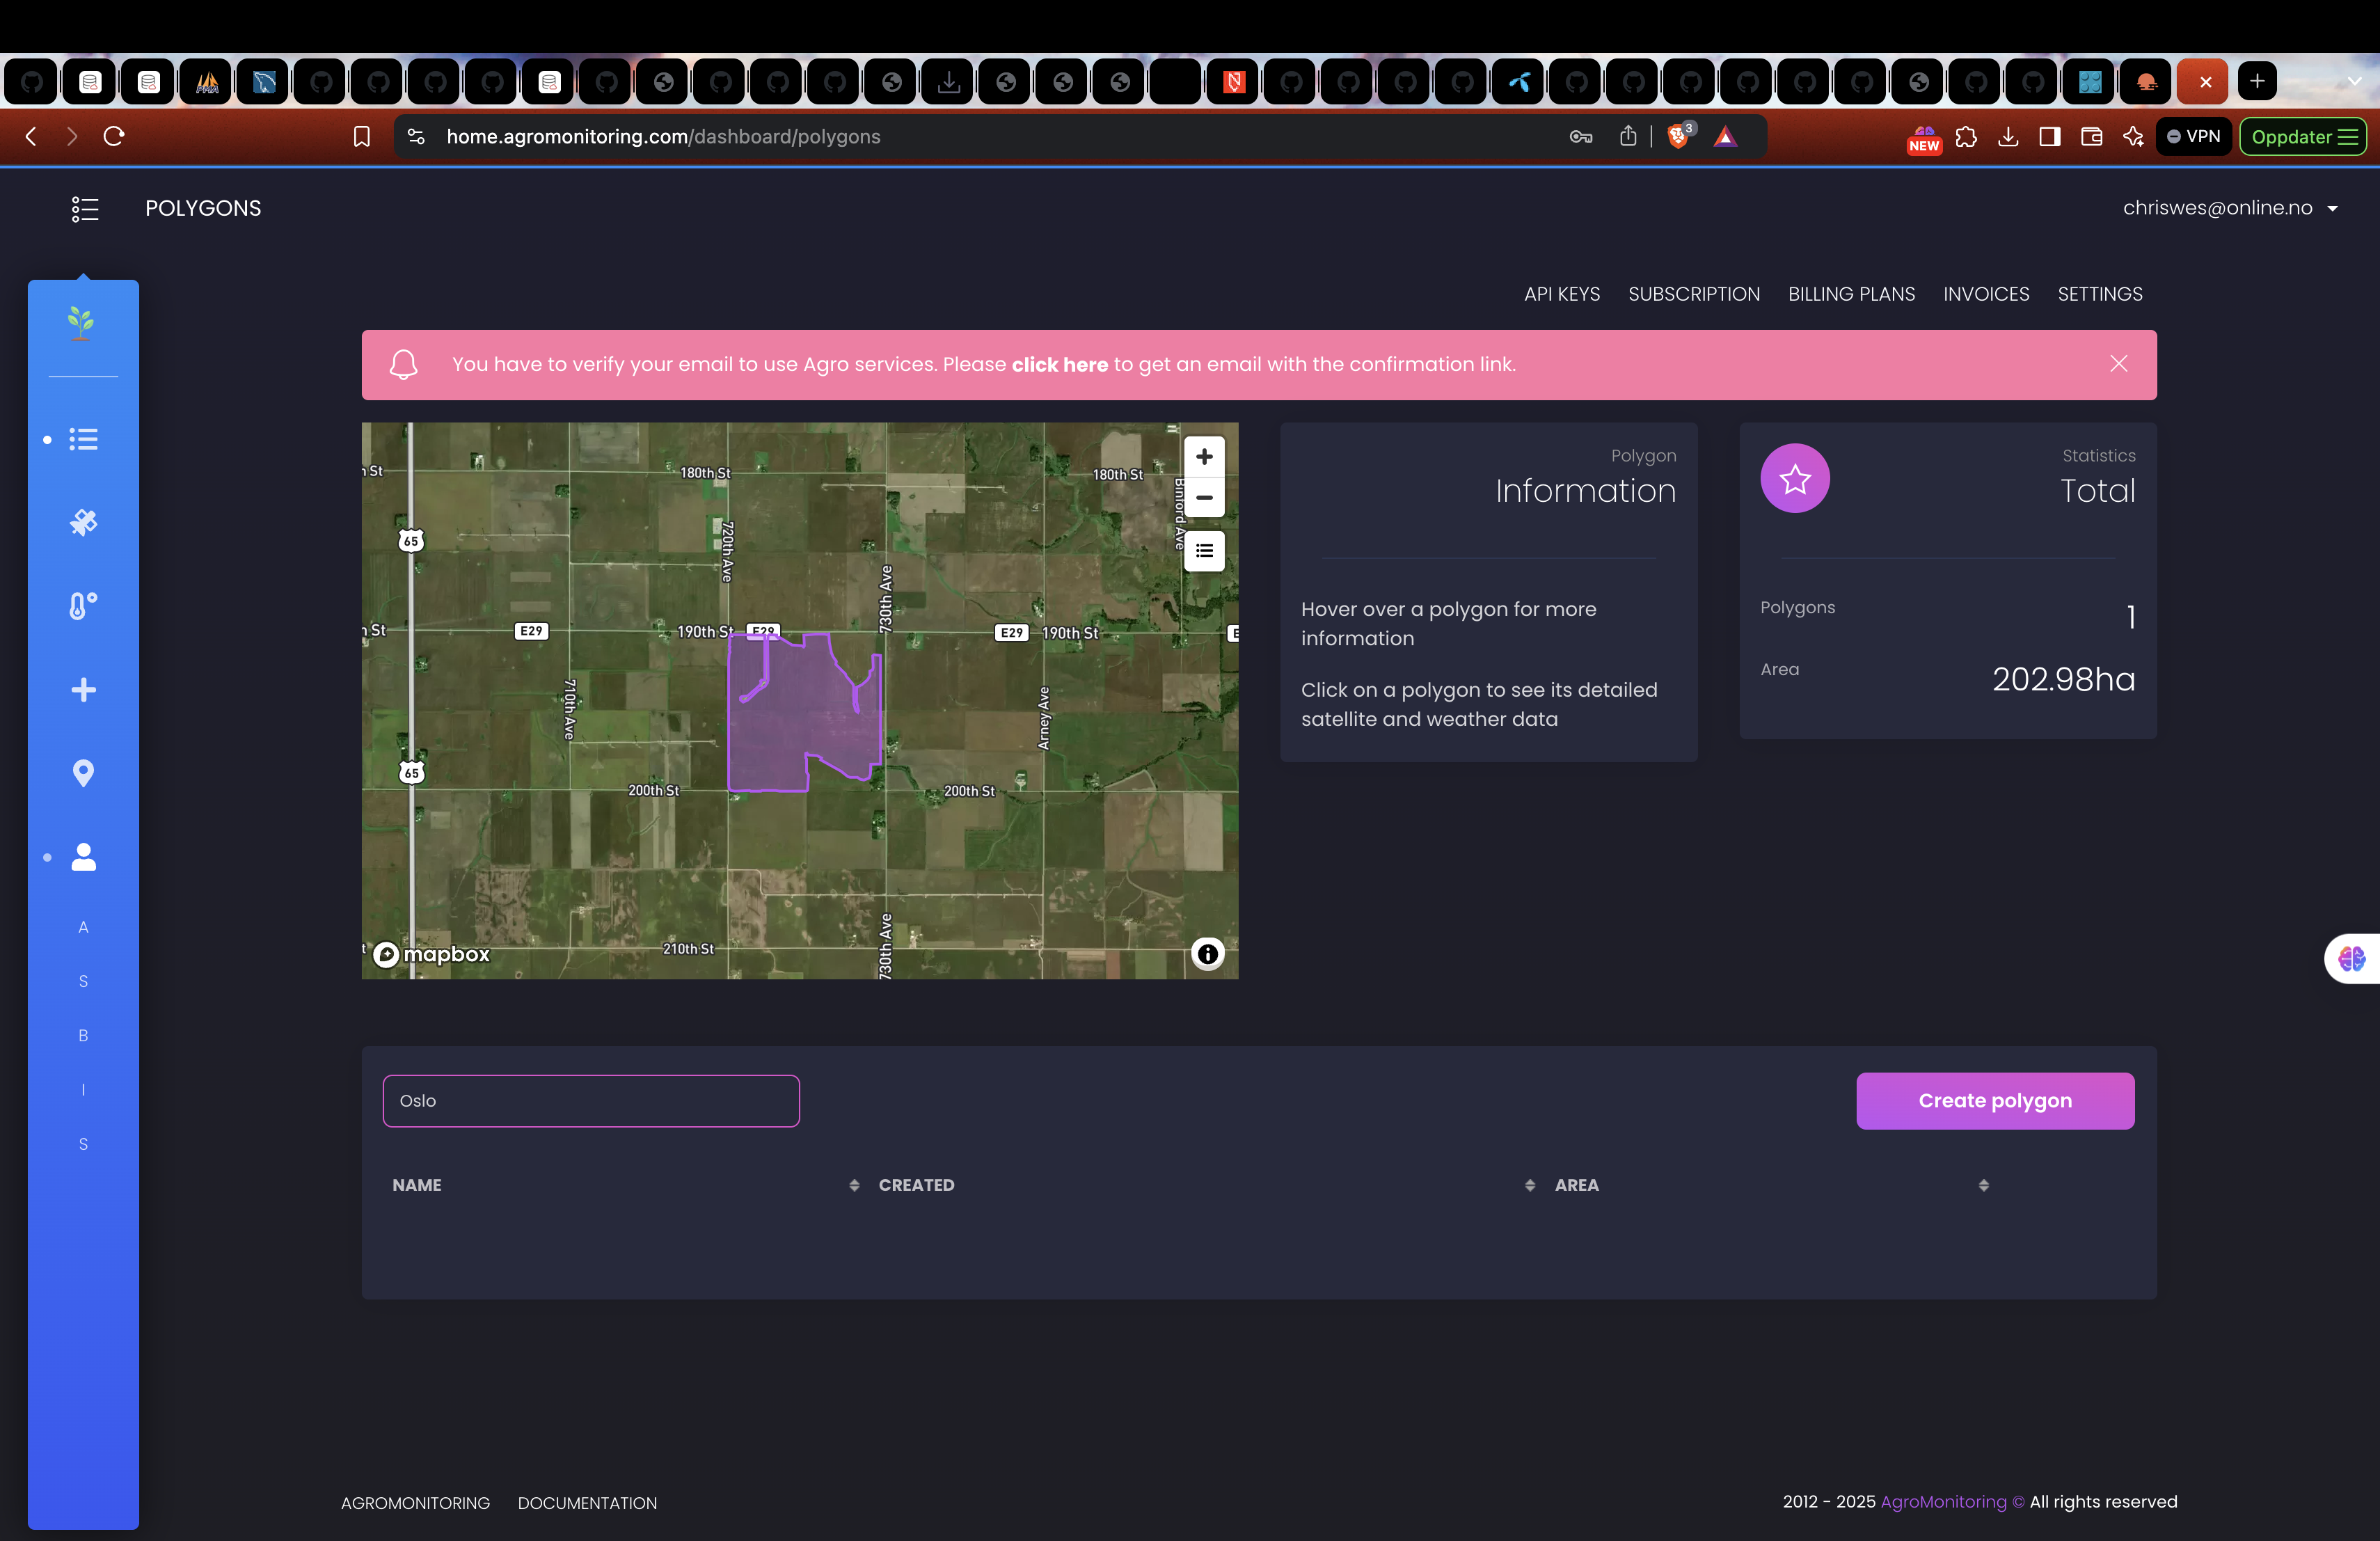 home.agromonitoring.com/dashboard/polygons
3
NEW
VPN
Oppdater
POLYGONS
chriswes@online.no
API KEYS
SUBSCRIPTION
BILLING PLANS
INVOICES
SETTINGS
You have to verify your email to use Agro services. Please click here to get an email with the confirmation link.
180th St
180th St
Binford Ave
65
720th Ave
730th Ave
E29
190th St
E29
E29
190th St
710th Ave
Arney Ave
65
200th St
200th St
730th Ave
210th St
mapbox
Polygon
Information
Hover over a polygon for more
information
Click on a polygon to see its detailed
satellite and weather data
Statistics
Total
Polygons
1
Area
202.98ha
A
S
B
I
S
Oslo
Create polygon
NAME
CREATED
AREA
AGROMONITORING
DOCUMENTATION
2012 - 2025 AgroMonitoring © All rights reserved